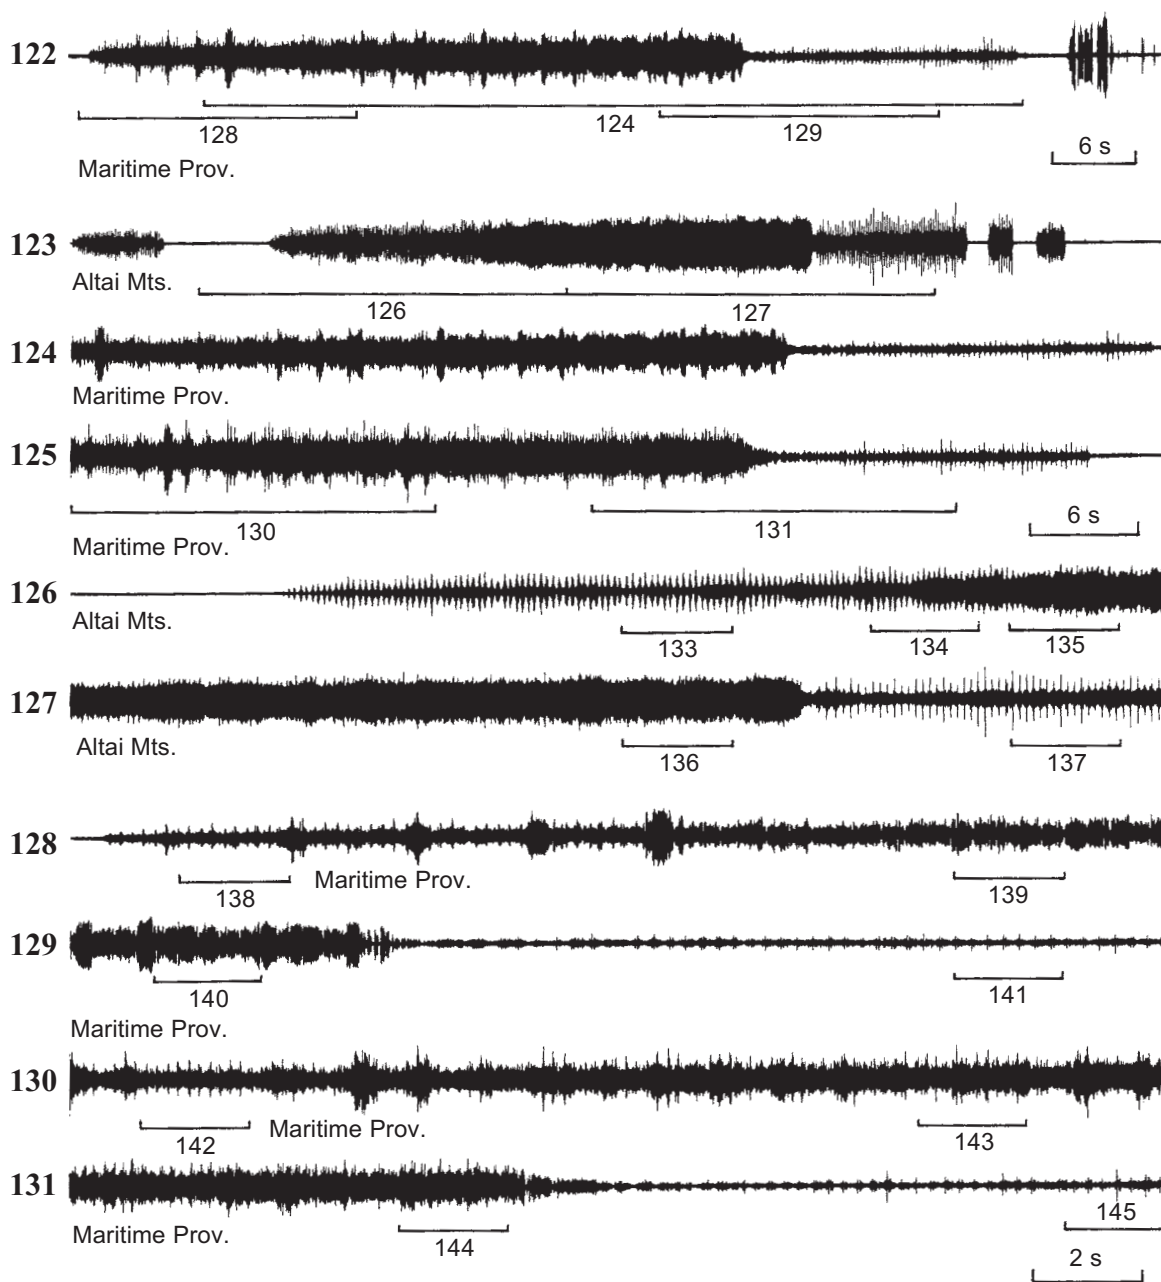 122
128
124
129
6 s
Maritime Prov.
123
Altai Mts.
126
127
124
Maritime Prov.
125
130
131
6 s
Maritime Prov.
126
Altai Mts.
133
134
135
127
Altai Mts.
136
137
128
138
Maritime Prov.
139
129
140
141
Maritime Prov.
130
142
Maritime Prov.
143
131
Maritime Prov.
144
145
2 s